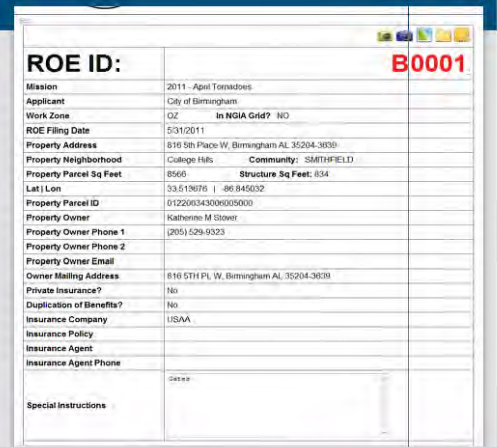 ROE ID: B0001
Mission 2011 - April Tornadoes
Applicant City of Birmingham
Work Zone OZ In NGIA Grid? NO
ROE Filing Date 5/31/2011
Property Address 816 5th Place W, Birmingham AL 35204-3639
Property Neighborhood College Hills Community: SMITHFIELD
Property Parcel Sq Feet 8566 Structure Sq Feet: 834
Lat | Lon 33.513676 | -86.845032
Property Parcel ID 012200343006005000
Property Owner Katherine M Stover
Property Owner Phone 1 (205) 529-9323
Property Owner Phone 2
Property Owner Email
Owner Mailing Address 816 5TH PL W, Birmingham AL 35204-3639
Private Insurance? No
Duplication of Benefits? No
Insurance Company USAA
Insurance Policy
Insurance Agent
Insurance Agent Phone
Special Instructions